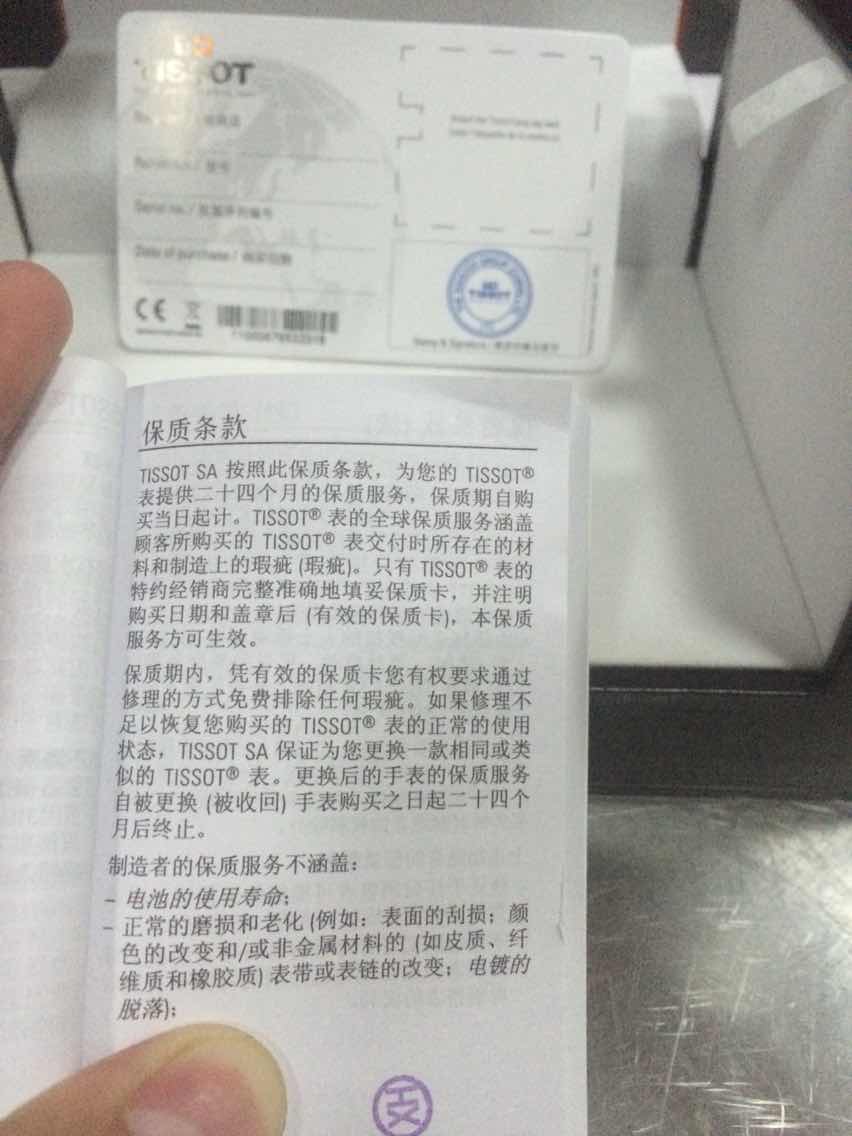 TISSOT
Serial no. /
Date of purchase / 购买日期
CE
TISSOT
保质条款
TISSOT SA 按照此保质条款，为您的 TISSOT®
表提供二十四个月的保质服务，保质期自购
买当日起计。TISSOT® 表的全球保质服务涵盖
顾客所购买的 TISSOT® 表交付时所存在的材
料和制造上的瑕疵 (瑕疵)。只有 TISSOT® 表的
特约经销商完整准确地填妥保质卡，并注明
购买日期和盖章后 (有效的保质卡)，本保质
服务方可生效。
保质期内，凭有效的保质卡您有权要求通过
修理的方式免费排除任何瑕疵。如果修理不
足以恢复您购买的 TISSOT® 表的正常的使用
状态，TISSOT SA 保证为您更换一款相同或类
似的 TISSOT® 表。更换后的手表的保质服务
自被更换 (被收回) 手表购买之日起二十四个
月后终止。
制造者的保质服务不涵盖：
– 电池的使用寿命；
– 正常的磨损和老化 (例如：表面的刮损；颜
色的改变和/或非金属材料的 (如皮质、纤
维质和橡胶质) 表带或表链的改变；电镀的
脱落)；